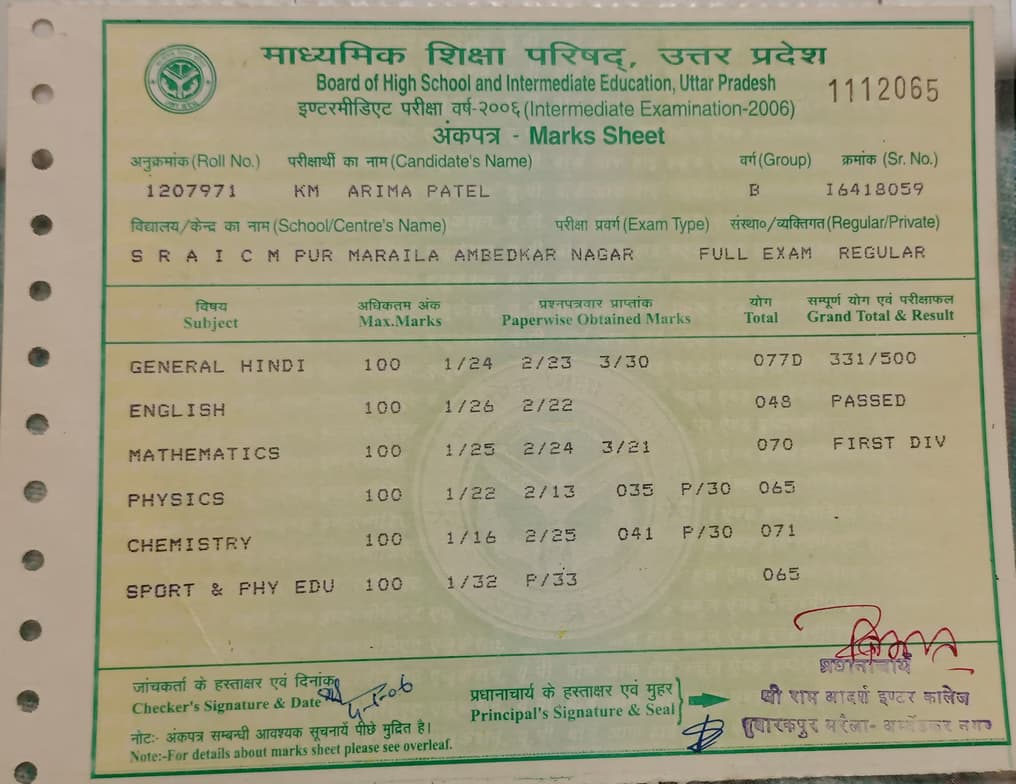 माध्यमिक शिक्षा परिषद्, उत्तर प्रदेश
Board of High School and Intermediate Education, Uttar Pradesh
1112065
इण्टरमीडिएट परीक्षा वर्ष-२००६ (Intermediate Examination-2006)
अंकपत्र - Marks Sheet
अनुक्रमांक (Roll No.) परीक्षार्थी का नाम (Candidate's Name) वर्ग (Group) क्रमांक (Sr. No.)
1207971 KM ARIMA PATEL B I6418059
विद्यालय/केन्द्र का नाम (School/Centre's Name) परीक्षा प्रवर्ग (Exam Type) संस्था०/व्यक्तिगत (Regular/Private)
S R A I C M PUR MARAILA AMBEDKAR NAGAR FULL EXAM REGULAR
विषय अधिकतम अंक प्रश्नपत्रवार प्राप्तांक योग सम्पूर्ण योग एवं परीक्षाफल
Subject Max.Marks Paperwise Obtained Marks Total Grand Total & Result
GENERAL HINDI 100 1/24 2/23 3/30 077D 331/500
ENGLISH 100 1/26 2/22 048 PASSED
MATHEMATICS 100 1/25 2/24 3/21 070 FIRST DIV
PHYSICS 100 1/22 2/13 035 P/30 065
CHEMISTRY 100 1/16 2/25 041 P/30 071
SPORT & PHY EDU 100 1/32 P/33 065
जांचकर्ता के हस्ताक्षर एवं दिनांक
Checker's Signature & Date
प्रधानाचार्य के हस्ताक्षर एवं मुहर
Principal's Signature & Seal
प्रधानाचार्य
श्री राम आदर्श इण्टर कालेज
मुबारकपुर मरैला- अम्बेडकर नगर
नोटः- अंकपत्र सम्बन्धी आवश्यक सूचनायें पीछे मुद्रित है।
Note:-For details about marks sheet please see overleaf.